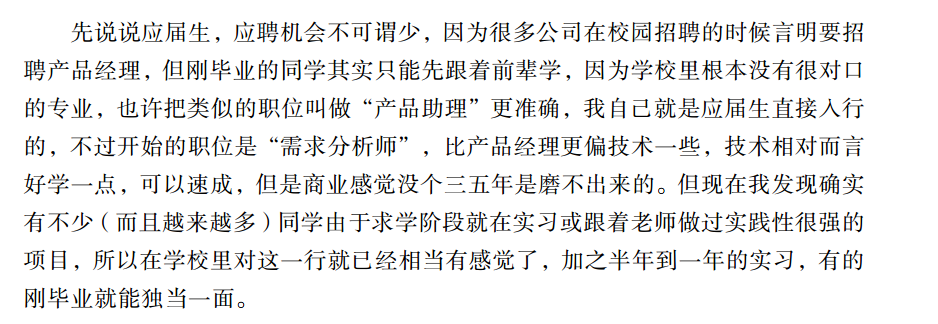 先说说应届生，应聘机会不可谓少，因为很多公司在校园招聘的时候言明要招
聘产品经理，但刚毕业的同学其实只能先跟着前辈学，因为学校里根本没有很对口
的专业，也许把类似的职位叫做“产品助理”更准确，我自己就是应届生直接入行
的，不过开始的职位是“需求分析师”，比产品经理更偏技术一些，技术相对而言
好学一点，可以速成，但是商业感觉没个三五年是磨不出来的。但现在我发现确实
有不少（而且越来越多）同学由于求学阶段就在实习或跟着老师做过实践性很强的
项目，所以在学校里对这一行就已经相当有感觉了，加之半年到一年的实习，有的
刚毕业就能独当一面。